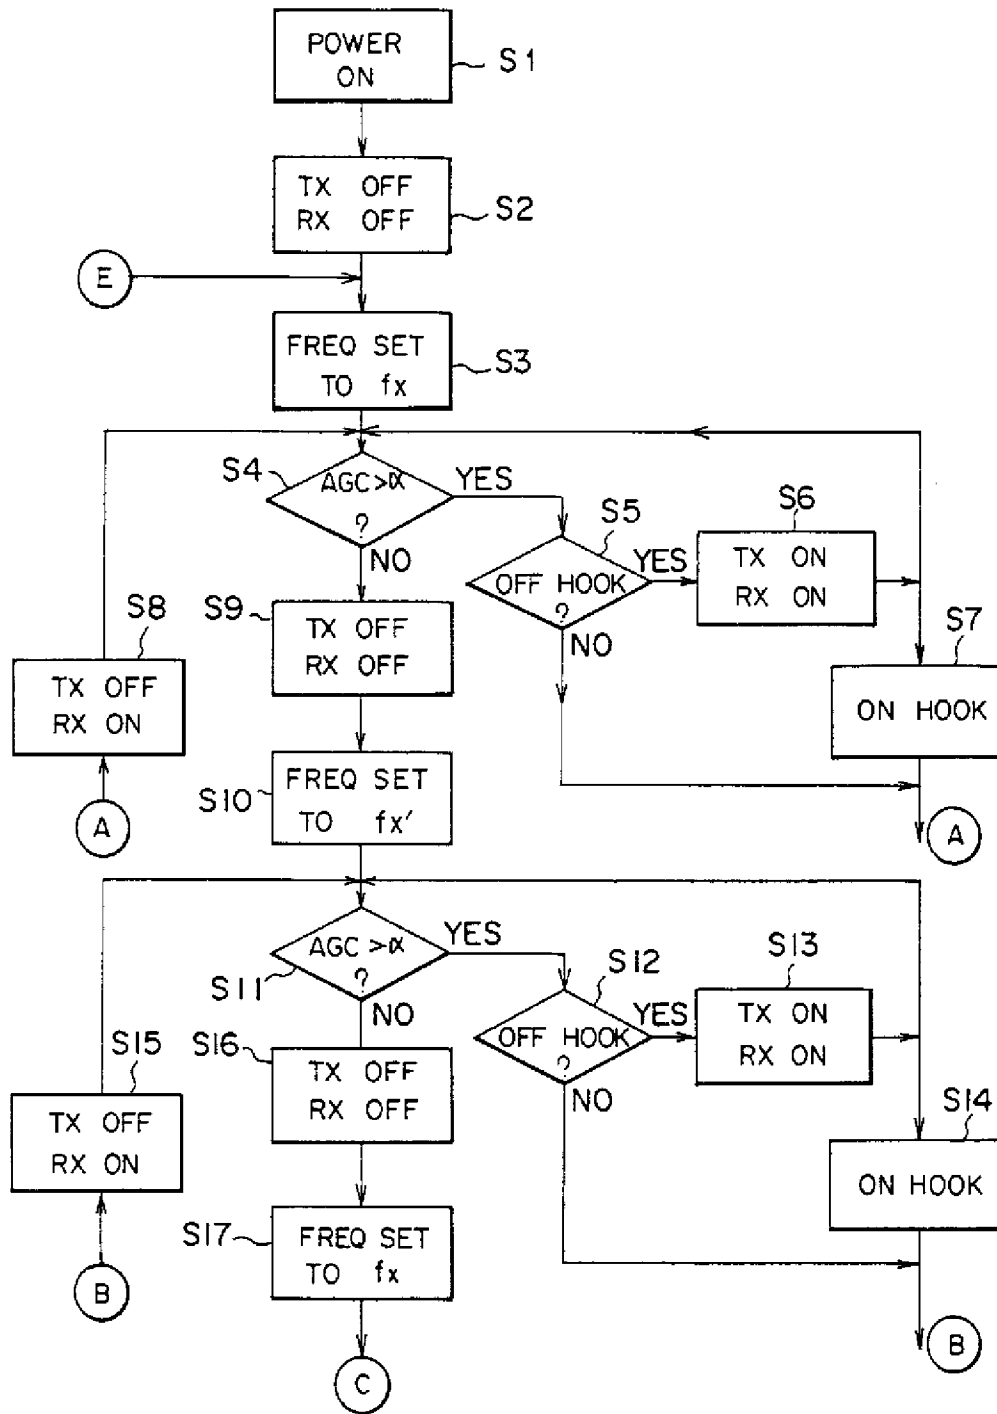 POWER
ON
S1
TX OFF
RX OFF
S2
E
FREQ SET
TO fx
S3
S4
AGC>α
?
YES
NO
S5
OFF HOOK
?
YES
NO
S6
TX ON
RX ON
S7
ON HOOK
S8
TX OFF
RX ON
A
S9
TX OFF
RX OFF
S10
FREQ SET
TO fx'
A
S11
AGC>α
?
YES
NO
S12
OFF HOOK
?
YES
NO
S13
TX ON
RX ON
S14
ON HOOK
S15
TX OFF
RX ON
B
S16
TX OFF
RX OFF
S17
FREQ SET
TO fx
B
C